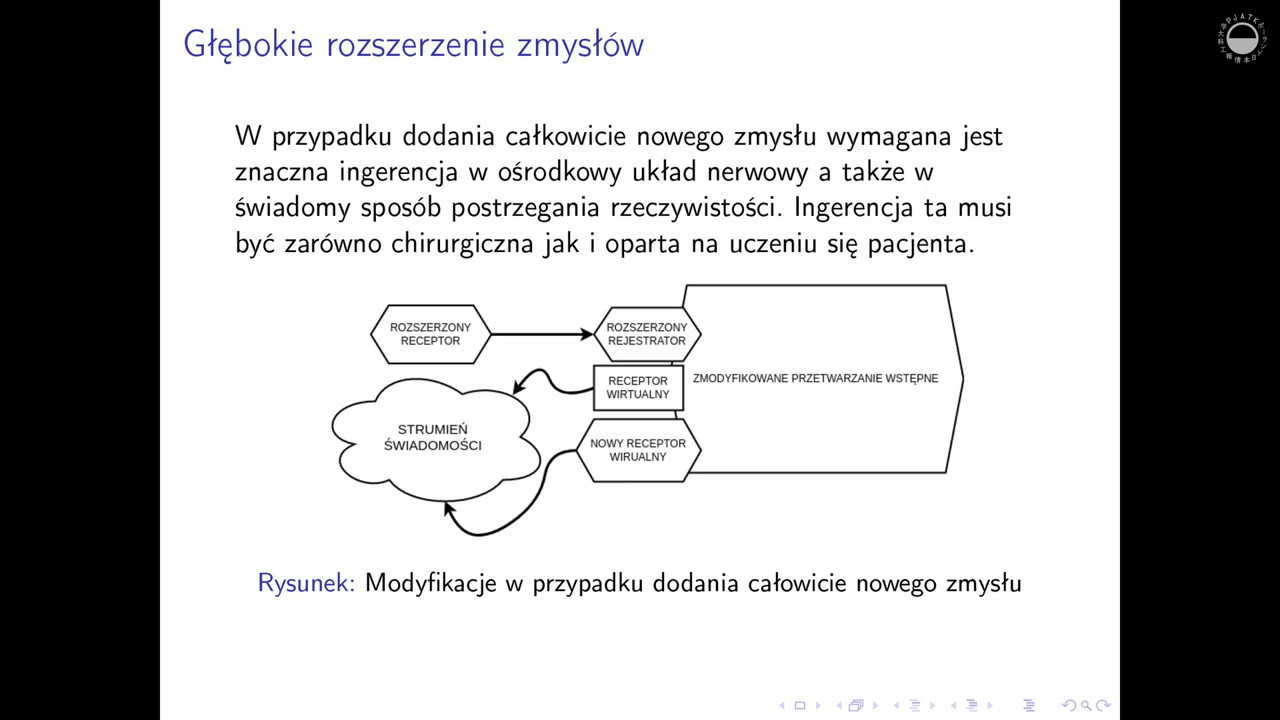 Głębokie rozszerzenie zmysłów
W przypadku dodania całkowicie nowego zmysłu wymagana jest
znaczna ingerencja w ośrodkowy układ nerwowy a także w
świadomy sposób postrzegania rzeczywistości. Ingerencja ta musi
być zarówno chirurgiczna jak i oparta na uczeniu się pacjenta.
ROZSZERZONY
RECEPTOR
ROZSZERZONY
REJESTRATOR
RECEPTOR
WIRTUALNY
ZMODYFIKOWANE PRZETWARZANIE WSTĘPNE
STRUMIEŃ
ŚWIADOMOŚCI
NOWY RECEPTOR
WIRUALNY
Rysunek: Modyfikacje w przypadku dodania całowicie nowego zmysłu
PJATK